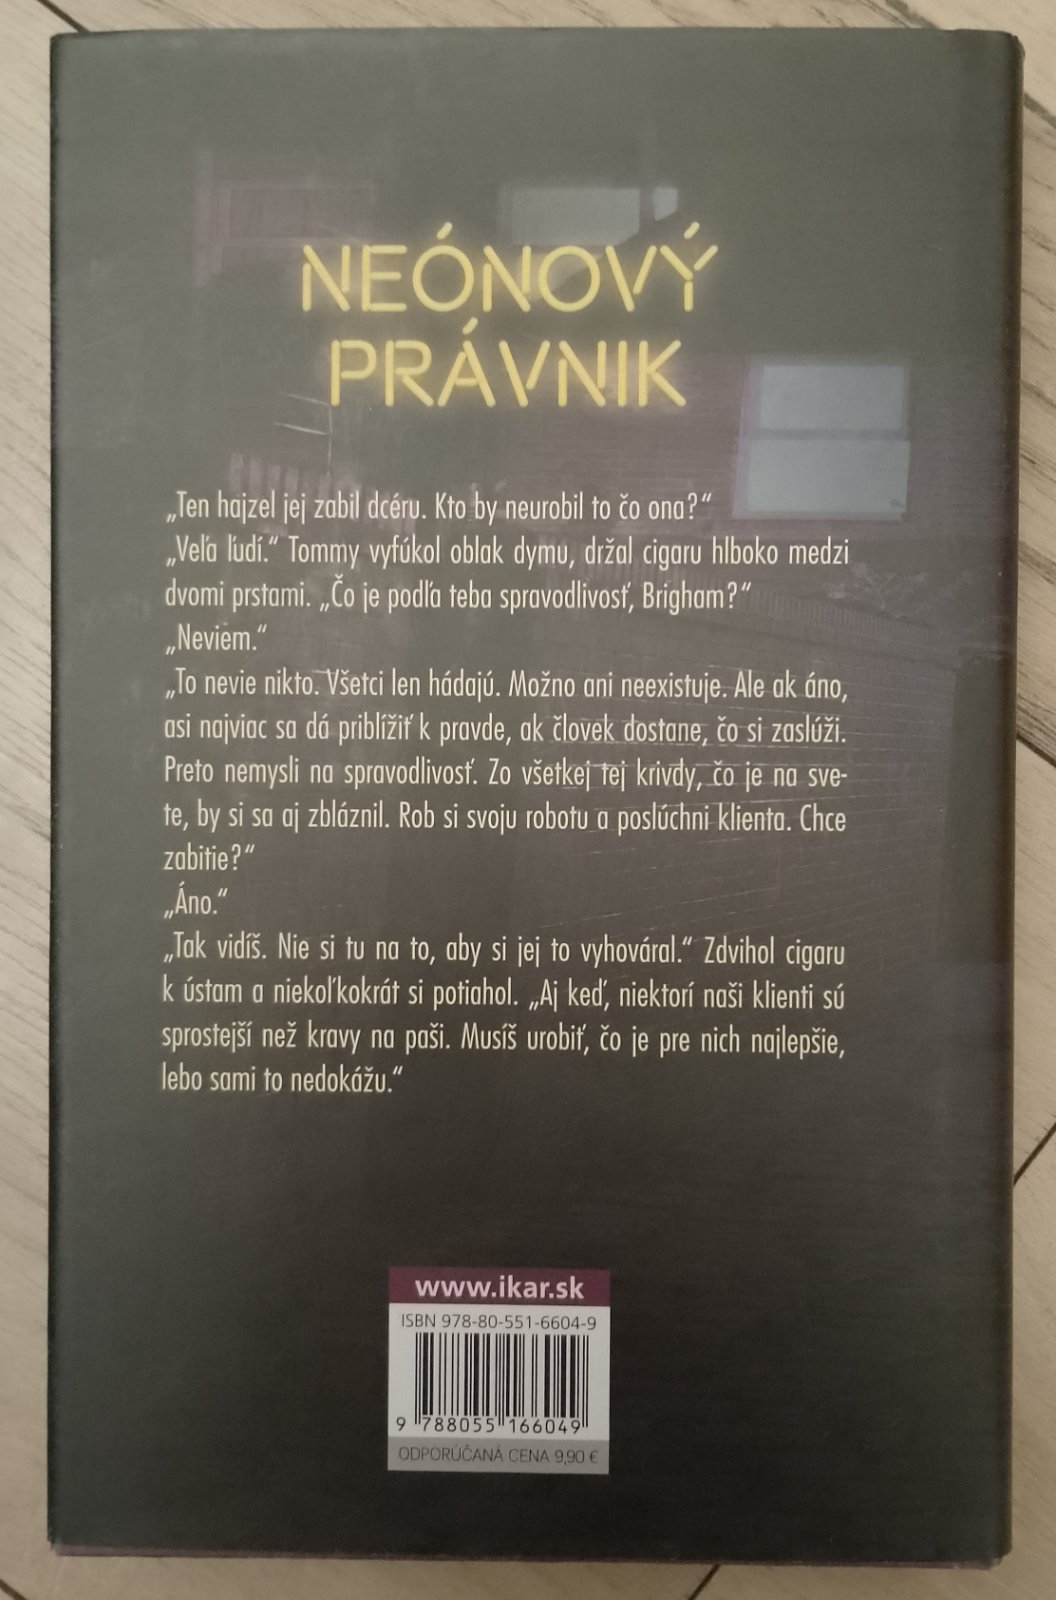 NEÓNOVÝ
PRÁVNIK
„Ten hajzel jej zabil dcéru. Kto by neurobil to čo ona?“
„Veľa ľudí.“ Tommy vyfúkol oblak dymu, držal cigaru hlboko medzi
dvomi prstami. „Čo je podľa teba spravodlivosť, Brigham?“
„Neviem.“
„To nevie nikto. Všetci len hádajú. Možno ani neexistuje. Ale ak áno,
asi najviac sa dá priblížiť k pravde, ak človek dostane, čo si zaslúži.
Preto nemysli na spravodlivosť. Zo všetkej tej krivdy, čo je na sve-
te, by si sa aj zbláznil. Rob si svoju robotu a poslúchni klienta. Chce
zabitie?“
„Áno.“
„Tak vidíš. Nie si tu na to, aby si jej to vyhováral.“ Zdvihol cigaru
k ústam a niekoľkokrát si potiahol. „Aj keď, niektorí naši klienti sú
sprostejší než kravy na paši. Musíš urobiť, čo je pre nich najlepšie,
lebo sami to nedokážu.“
www.ikar.sk
ISBN 978-80-551-6604-9
9 788055 166049
ODPORÚČANÁ CENA 9,90 €